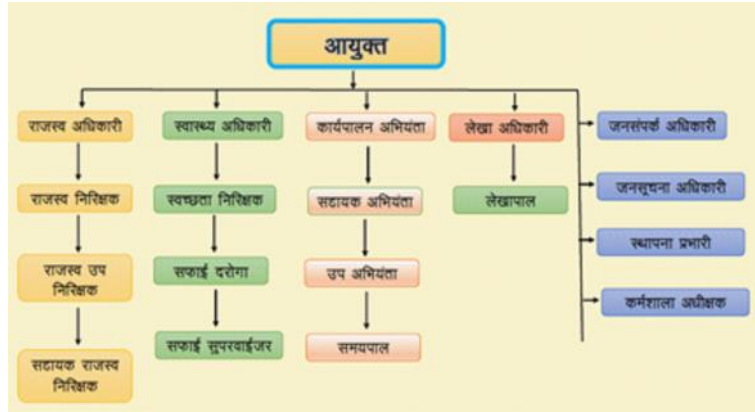 आयुक्त
राजस्व अधिकारी
स्वास्थ्य अधिकारी
कार्यपालन अभियंता
लेखा अधिकारी
जनसंपर्क अधिकारी
राजस्व निरिक्षक
स्वच्छता निरिक्षक
सहायक अभियंता
लेखापाल
जनसूचना अधिकारी
राजस्व उप
निरिक्षक
सफाई दरोगा
उप अभियंता
स्थापना प्रभारी
सहायक राजस्व
निरिक्षक
सफाई सुपरवाईजर
समयपाल
कर्मशाला अधीक्षक